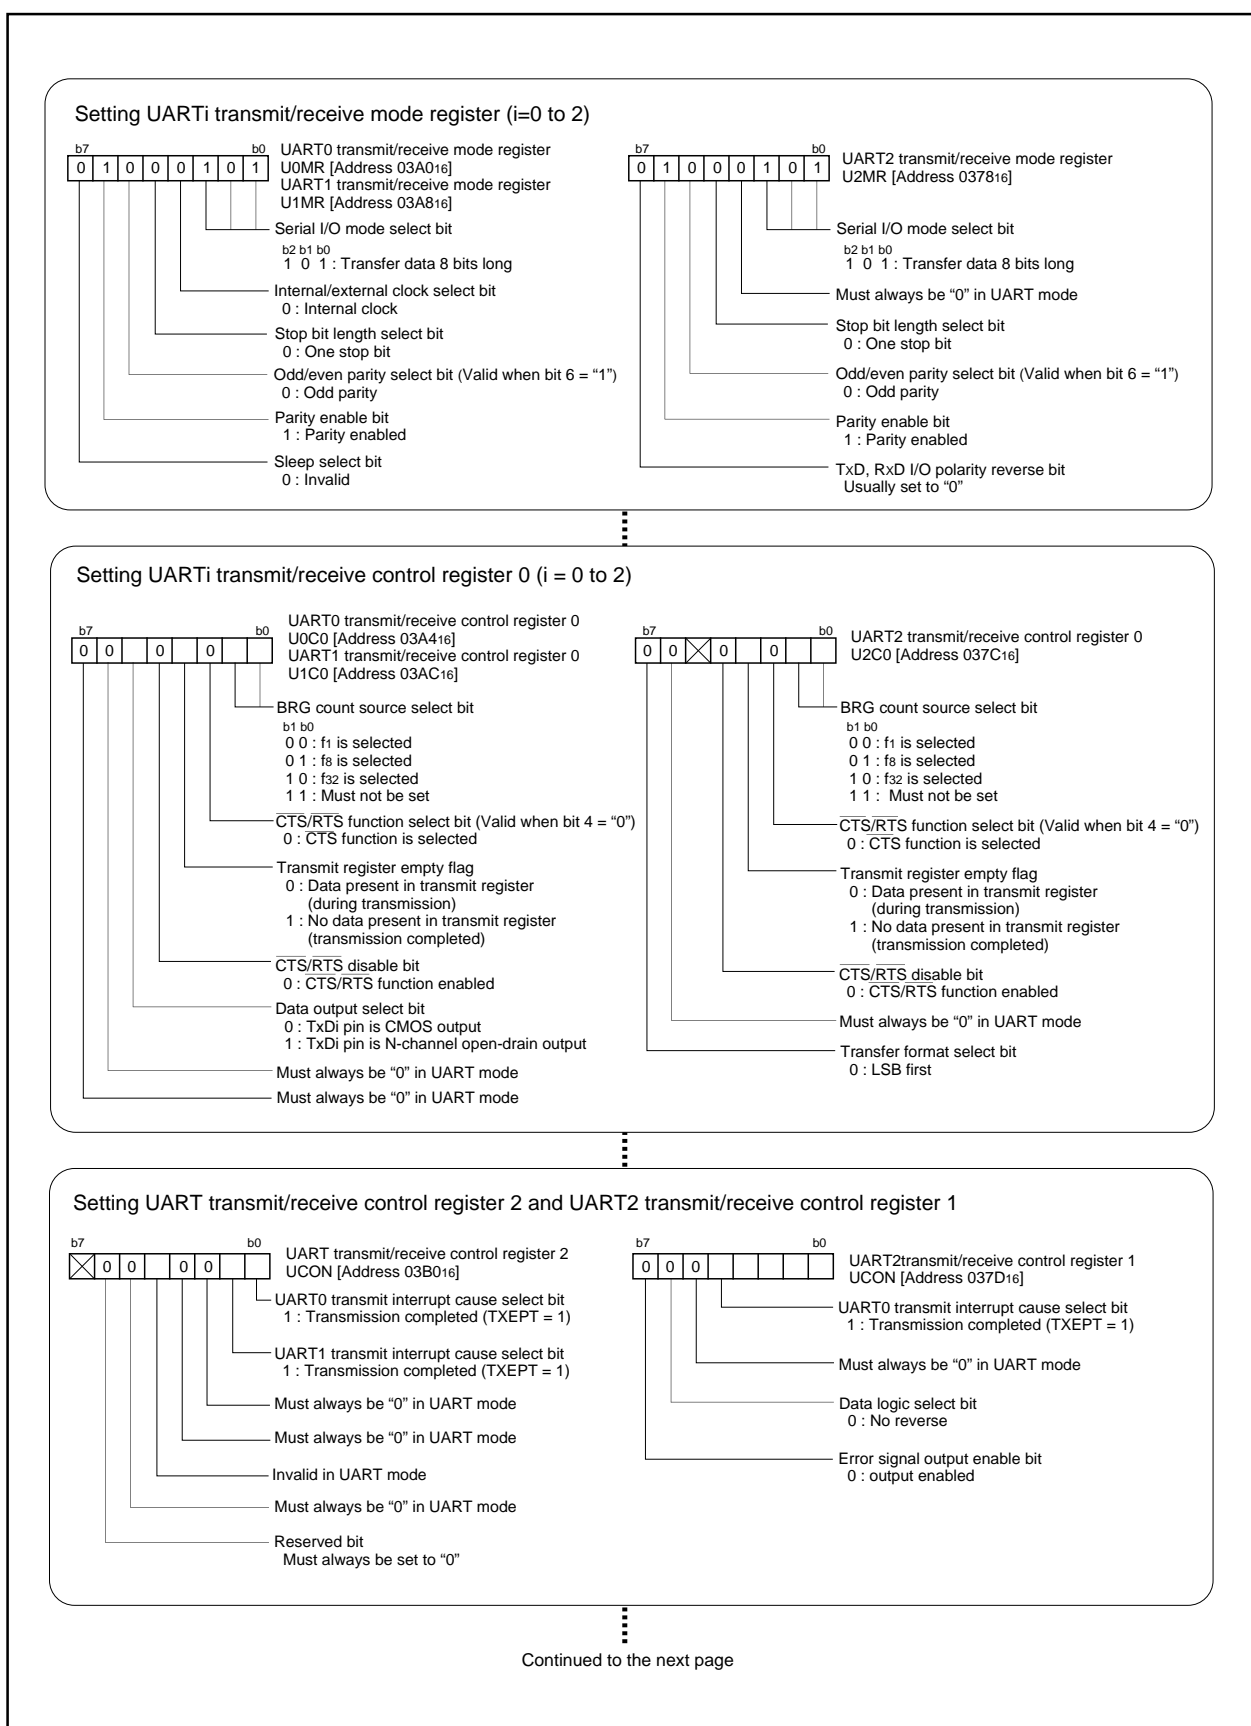 Setting UARTi transmit/receive mode register (i=0 to 2)
b7 b0
0 1 0 0 0 1 0 1
UART0 transmit/receive mode register
U0MR [Address 03A016]
UART1 transmit/receive mode register
U1MR [Address 03A816]
Serial I/O mode select bit
b2 b1 b0
1 0 1 : Transfer data 8 bits long
Internal/external clock select bit
0 : Internal clock
Stop bit length select bit
0 : One stop bit
Odd/even parity select bit (Valid when bit 6 = “1”)
0 : Odd parity
Parity enable bit
1 : Parity enabled
Sleep select bit
0 : Invalid
b7 b0
0 1 0 0 0 1 0 1
UART2 transmit/receive mode register
U2MR [Address 037816]
Serial I/O mode select bit
b2 b1 b0
1 0 1 : Transfer data 8 bits long
Must always be “0” in UART mode
Stop bit length select bit
0 : One stop bit
Odd/even parity select bit (Valid when bit 6 = “1”)
0 : Odd parity
Parity enable bit
1 : Parity enabled
TxD, RxD I/O polarity reverse bit
Usually set to “0”
Setting UARTi transmit/receive control register 0 (i = 0 to 2)
b7 b0
0 0 0 0
UART0 transmit/receive control register 0
U0C0 [Address 03A416]
UART1 transmit/receive control register 0
U1C0 [Address 03AC16]
BRG count source select bit
b1 b0
0 0 : f1 is selected
0 1 : f8 is selected
1 0 : f32 is selected
1 1 : Must not be set
CTS/RTS function select bit (Valid when bit 4 = “0”)
0 : CTS function is selected
Transmit register empty flag
0 : Data present in transmit register
(during transmission)
1 : No data present in transmit register
(transmission completed)
CTS/RTS disable bit
0 : CTS/RTS function enabled
Data output select bit
0 : TxDi pin is CMOS output
1 : TxDi pin is N-channel open-drain output
Must always be “0” in UART mode
Must always be “0” in UART mode
b7 b0
0 0 0 0
UART2 transmit/receive control register 0
U2C0 [Address 037C16]
BRG count source select bit
b1 b0
0 0 : f1 is selected
0 1 : f8 is selected
1 0 : f32 is selected
1 1 : Must not be set
CTS/RTS function select bit (Valid when bit 4 = “0”)
0 : CTS function is selected
Transmit register empty flag
0 : Data present in transmit register
(during transmission)
1 : No data present in transmit register
(transmission completed)
CTS/RTS disable bit
0 : CTS/RTS function enabled
Must always be “0” in UART mode
Transfer format select bit
0 : LSB first
Setting UART transmit/receive control register 2 and UART2 transmit/receive control register 1
b7 b0
0 0 0 0
UART transmit/receive control register 2
UCON [Address 03B016]
UART0 transmit interrupt cause select bit
1 : Transmission completed (TXEPT = 1)
UART1 transmit interrupt cause select bit
1 : Transmission completed (TXEPT = 1)
Must always be “0” in UART mode
Must always be “0” in UART mode
Invalid in UART mode
Must always be “0” in UART mode
Reserved bit
Must always be set to “0”
b7 b0
0 0 0
UART2transmit/receive control register 1
UCON [Address 037D16]
UART0 transmit interrupt cause select bit
1 : Transmission completed (TXEPT = 1)
Must always be “0” in UART mode
Data logic select bit
0 : No reverse
Error signal output enable bit
0 : output enabled
Continued to the next page